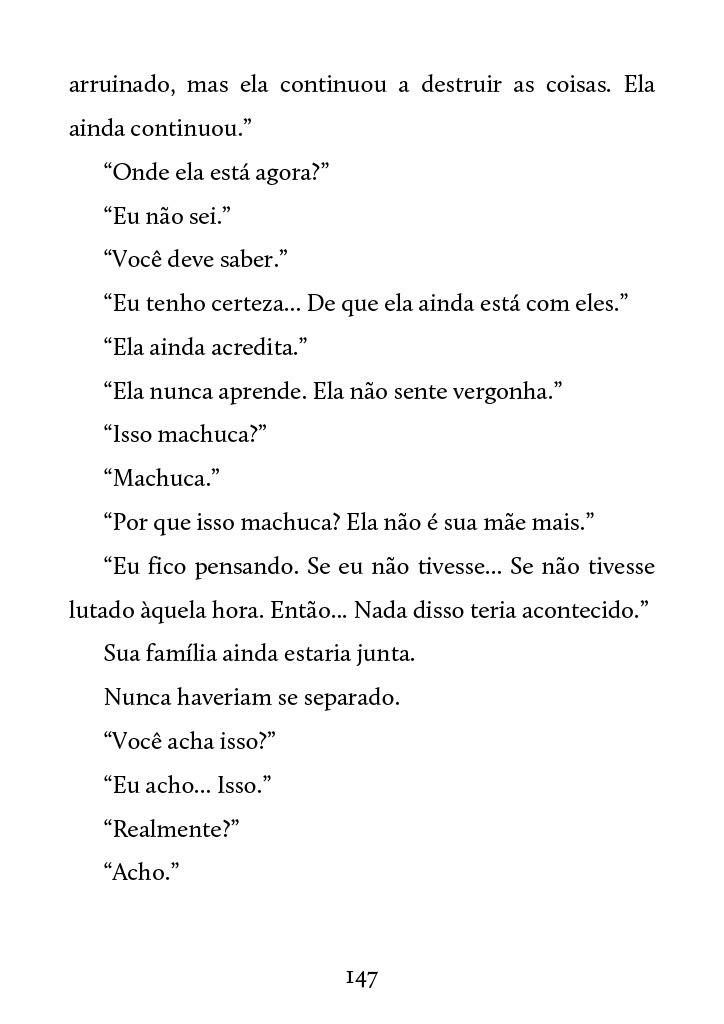 arruinado, mas ela continuou a destruir as coisas. Ela
ainda continuou.”
“Onde ela está agora?”
“Eu não sei.”
“Você deve saber.”
“Eu tenho certeza... De que ela ainda está com eles.”
“Ela ainda acredita.”
“Ela nunca aprende. Ela não sente vergonha.”
“Isso machuca?”
“Machuca.”
“Por que isso machuca? Ela não é sua mãe mais.”
“Eu fico pensando. Se eu não tivesse... Se não tivesse
lutado àquela hora. Então... Nada disso teria acontecido.”
Sua família ainda estaria junta.
Nunca haveriam se separado.
“Você acha isso?”
“Eu acho... Isso.”
“Realmente?”
“Acho.”
147